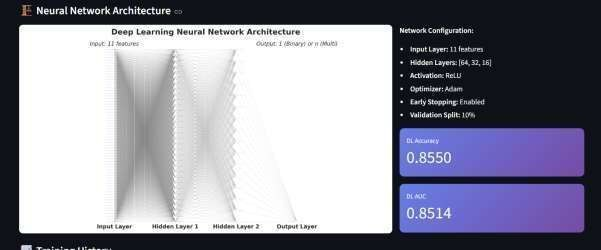 Neural Network Architecture
Deep Learning Neural Network Architecture
Input: 11 features
Output: 1 (Binary) or n (Multi)
Input Layer
Hidden Layer 1
Hidden Layer 2
Output Layer
Network Configuration:
• Input Layer: 11 features
• Hidden Layers: [64, 32, 16]
• Activation: ReLU
• Optimizer: Adam
• Early Stopping: Enabled
• Validation Split: 10%
DL Accuracy
0.8550
DL AUC
0.8514
Training History